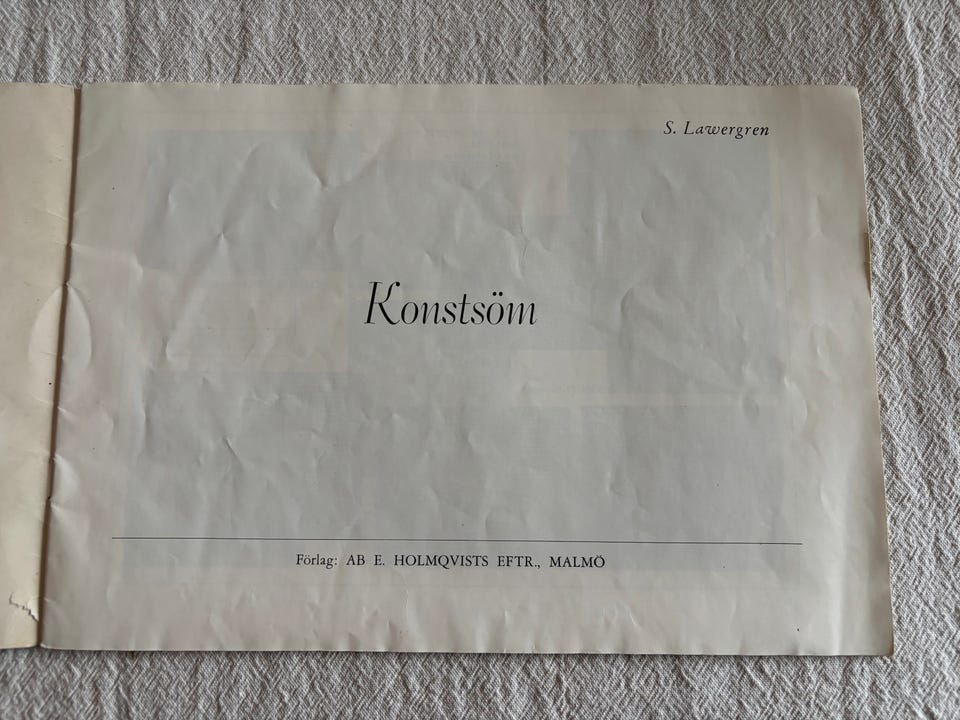 S. Lawergren
Konstsöm
Förlag: AB E. HOLMQVISTS EFTR., MALMÖ